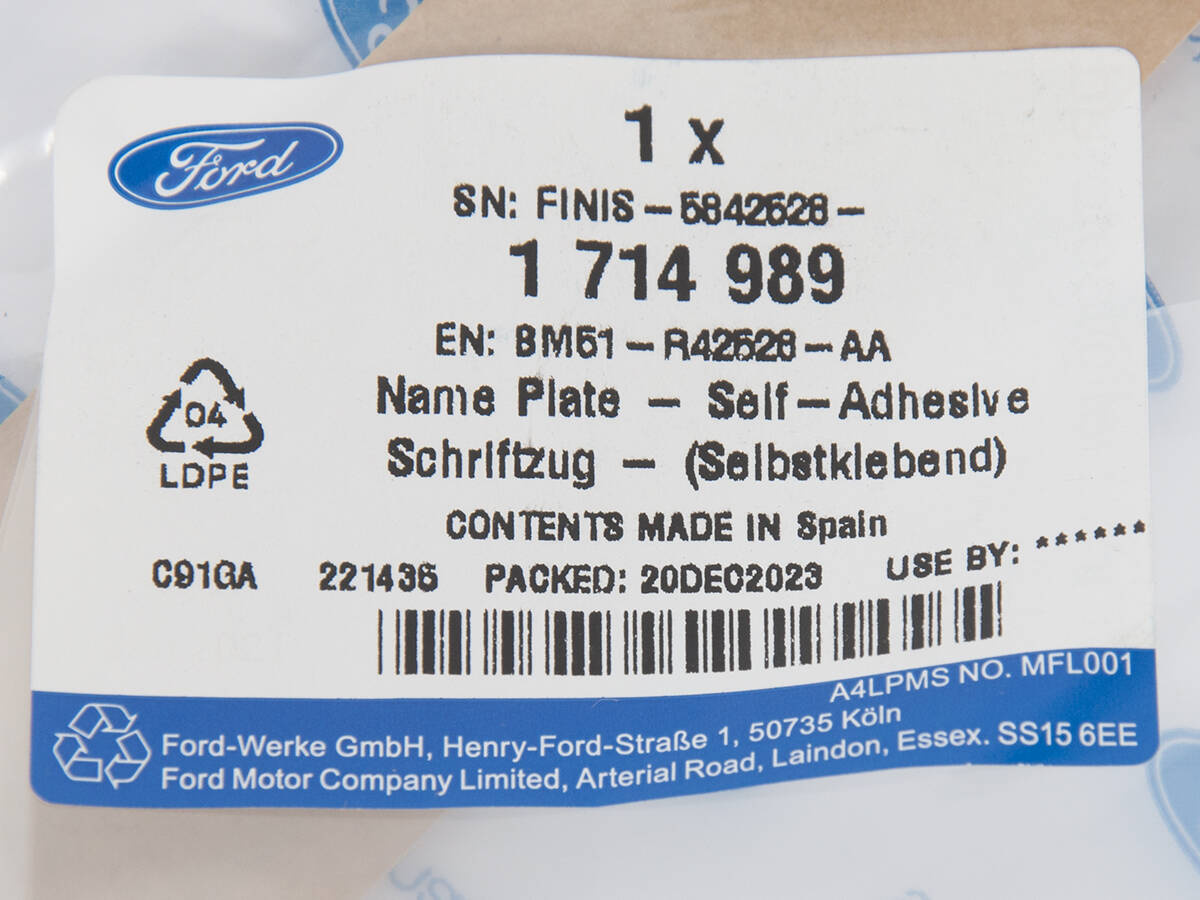 Ford
1 x
SN: FINIS - 5842528 -
1 714 989
EN: BM51 - R42528 - AA
Name Plate - Self-Adhesive
Schriftzug - (Selbstklebend)
04
LDPE
CONTENTS MADE IN Spain
C91GA 221436 PACKED: 20DEC2023 USE BY: ******
A4LPMS NO. MFL001
Ford-Werke GmbH, Henry-Ford-Straße 1, 50735 Köln
Ford Motor Company Limited, Arterial Road, Laindon, Essex. SS15 6EE